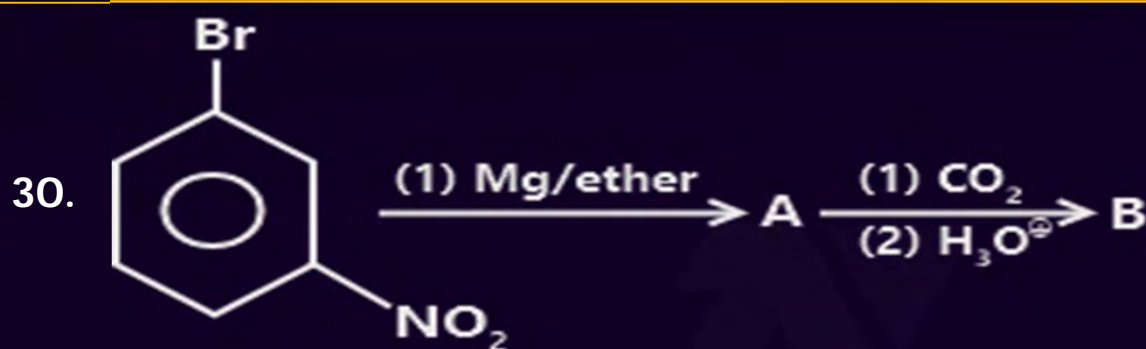 Br
30.
(1) Mg/ether
A
(1) CO₂
(2) H₃O⊕
B
NO₂